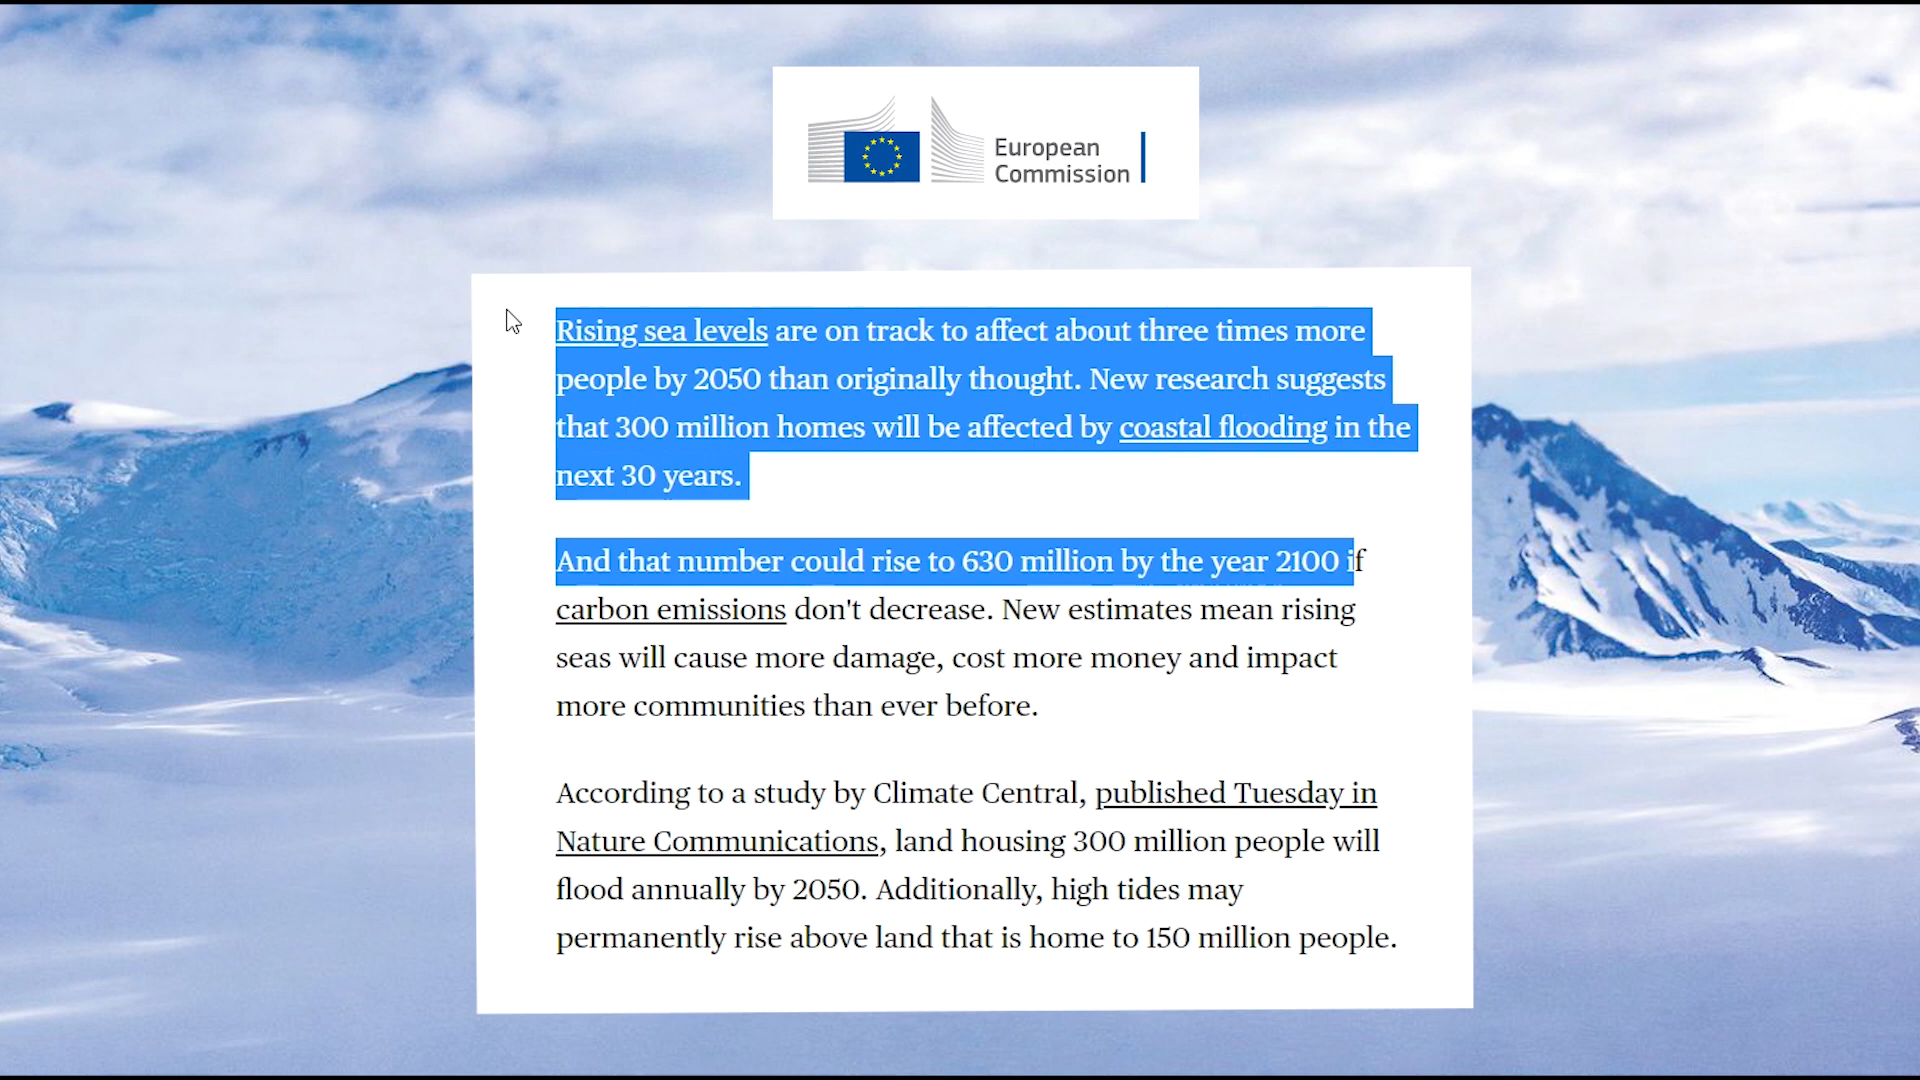 European
Commission
Rising sea levels are on track to affect about three times more
people by 2050 than originally thought. New research suggests
that 300 million homes will be affected by coastal flooding in the
next 30 years.
And that number could rise to 630 million by the year 2100 if
carbon emissions don't decrease. New estimates mean rising
seas will cause more damage, cost more money and impact
more communities than ever before.
According to a study by Climate Central, published Tuesday in
Nature Communications, land housing 300 million people will
flood annually by 2050. Additionally, high tides may
permanently rise above land that is home to 150 million people.